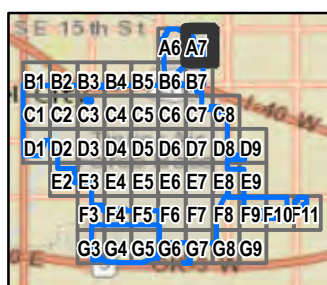 SE 15th St
A6 A7
B1 B2 B3 B4 B5 B6 B7
I-40 W
C1 C2 C3 C4 C5 C6 C7 C8
D1 D2 D3 D4 D5 D6 D7 D8 D9
E2 E3 E4 E5 E6 E7 E8 E9
F3 F4 F5 F6 F7 F8 F9 F10 F11
G3 G4 G5 G6 G7 G8 G9